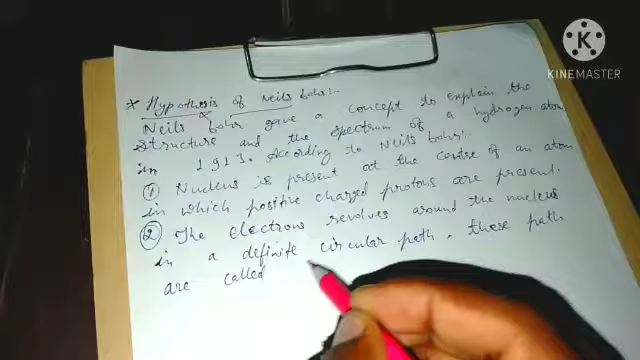 * Hypothesis of Neils bohr:-
Neils bohr gave a concept to explain the
structure and the spectrum of a hydrogen atom
in 1913. According to Neils bohr:-
① Nucleus is present at the centre of an atom
in which positive charged protons are present.
② The electrons revolves around the nucleus
in a definite circular path. These path
are called
KINEMASTER